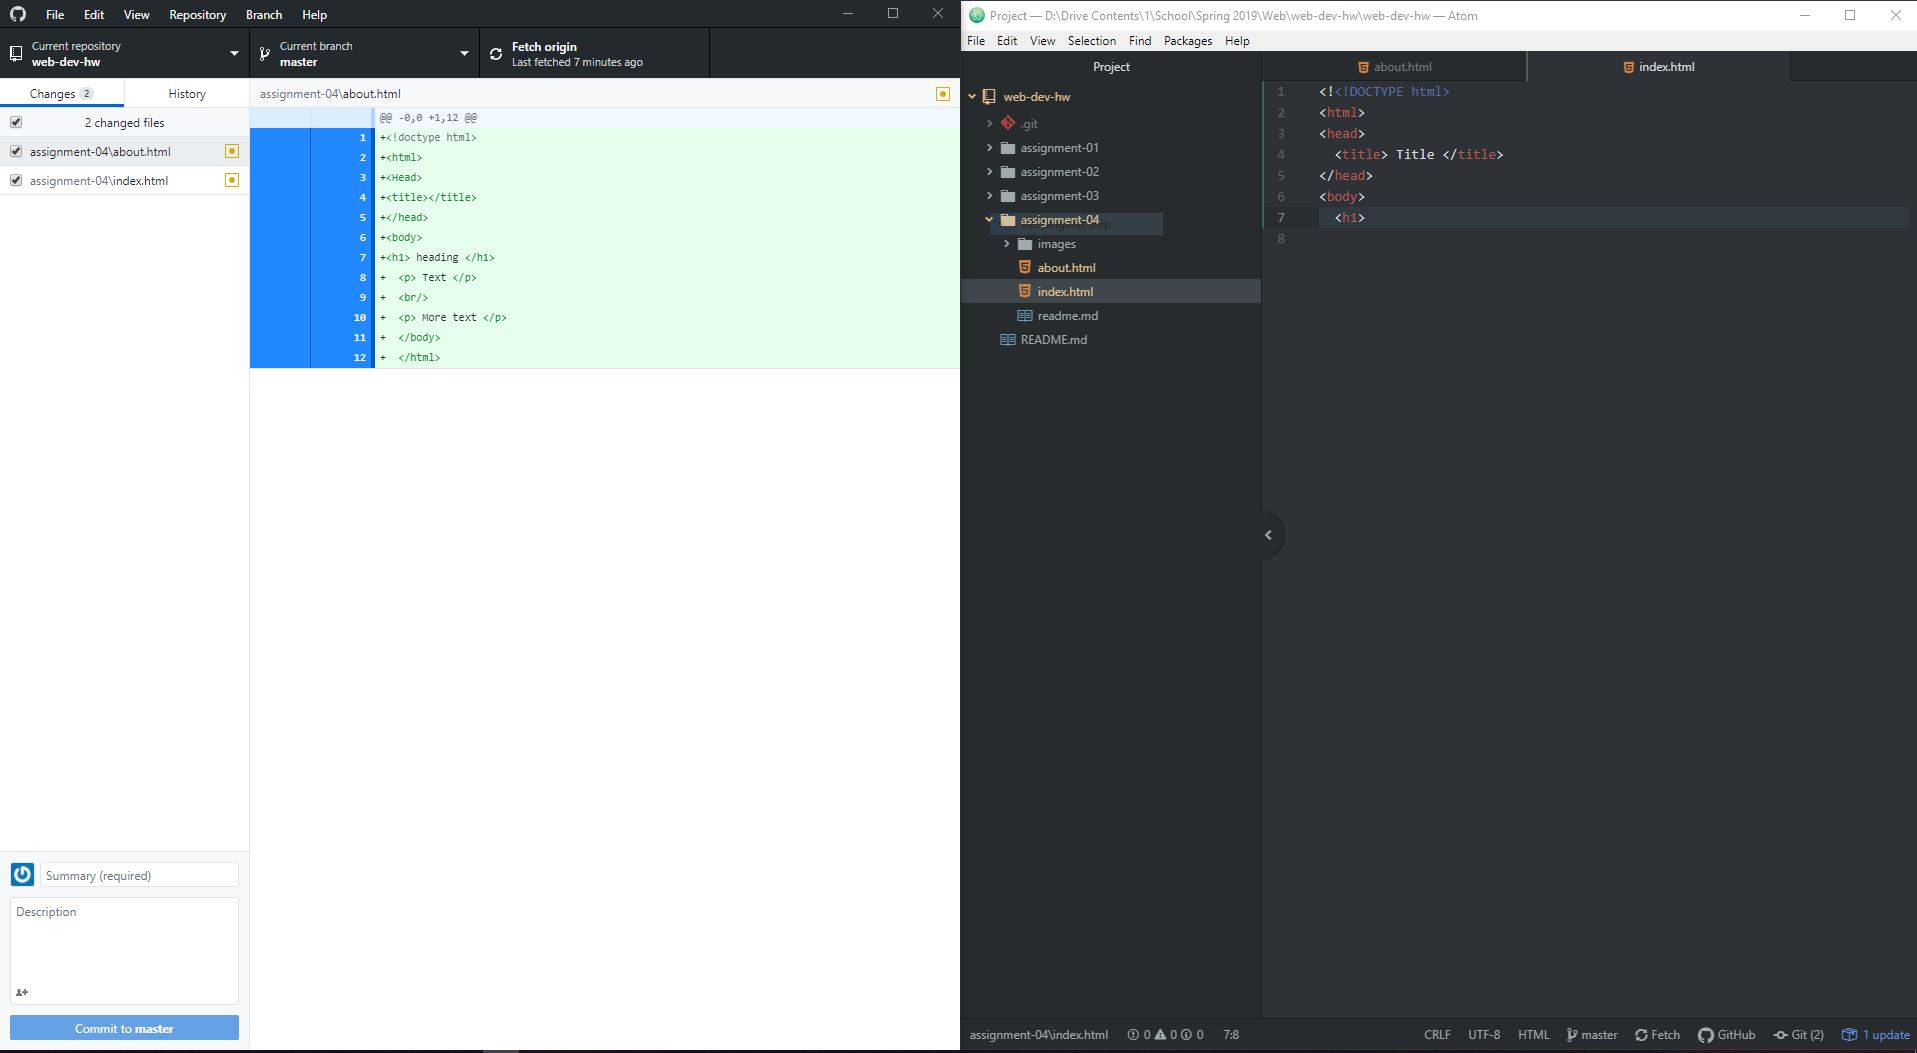 File Edit View Repository Branch Help
Current repository
web-dev-hw
Current branch
master
Fetch origin
Last fetched 7 minutes ago
Changes 2
History
2 changed files
assignment-04\about.html
assignment-04\index.html
assignment-04\about.html
@@ -0,0 +1,12 @@
1 +<!doctype html>
2 +<html>
3 +<Head>
4 +<title></title>
5 +</head>
6 +<body>
7 +<h1> heading </h1>
8 + <p> Text </p>
9 + <br/>
10 + <p> More text </p>
11 + </body>
12 + </html>
Summary (required)
Description
Commit to master
Project — D:\Drive Contents\1\School\Spring 2019\Web\web-dev-hw\web-dev-hw — Atom
File Edit View Selection Find Packages Help
Project
web-dev-hw
.git
assignment-01
assignment-02
assignment-03
assignment-04
Rectangular Snip
images
about.html
index.html
readme.md
README.md
about.html
index.html
1 <!<!DOCTYPE html>
2 <html>
3 <head>
4 <title> Title </title>
5 </head>
6 <body>
7 <h1>
8
assignment-04\index.html 0 0 0 7:8 CRLF UTF-8 HTML master Fetch GitHub Git (2) 1 update